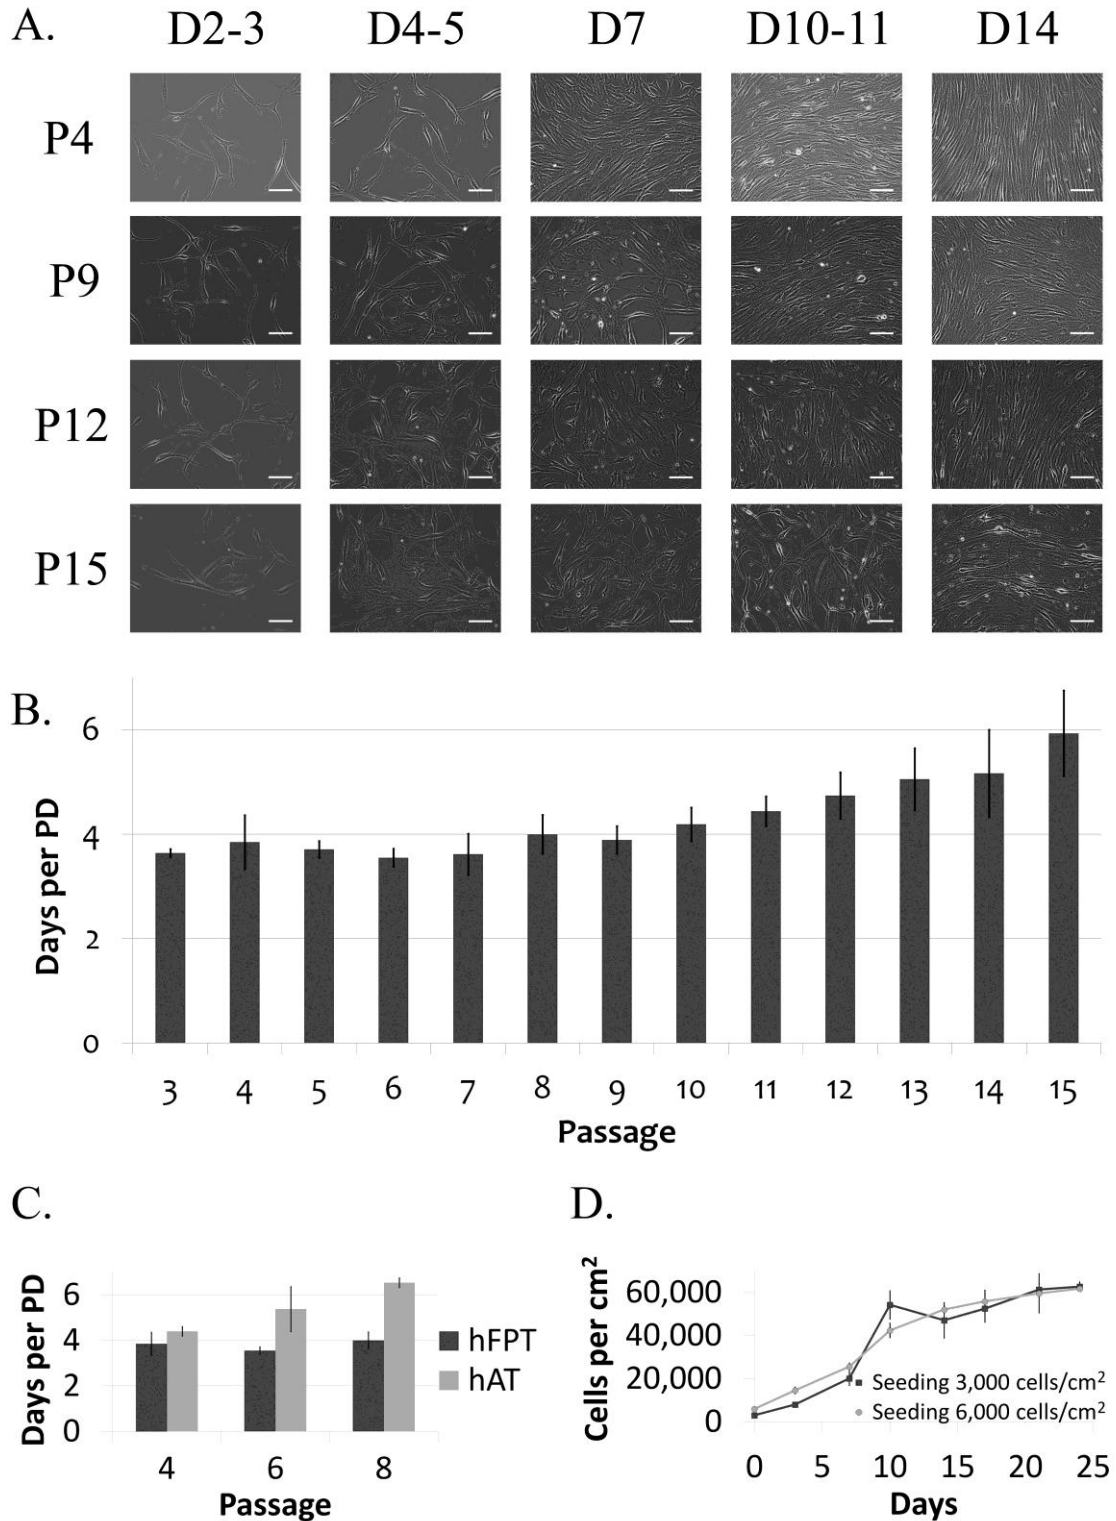 A.
D2-3 D4-5 D7 D10-11 D14
P4
P9
P12
P15
B.
Days per PD
6
4
2
0
3 4 5 6 7 8 9 10 11 12 13 14 15
Passage
C.
Days per PD
6
4
2
0
4 6 8
Passage
hFPT
hAT
D.
Cells per cm²
60,000
40,000
20,000
0
Seeding 3,000 cells/cm²
Seeding 6,000 cells/cm²
0 5 10 15 20 25
Days